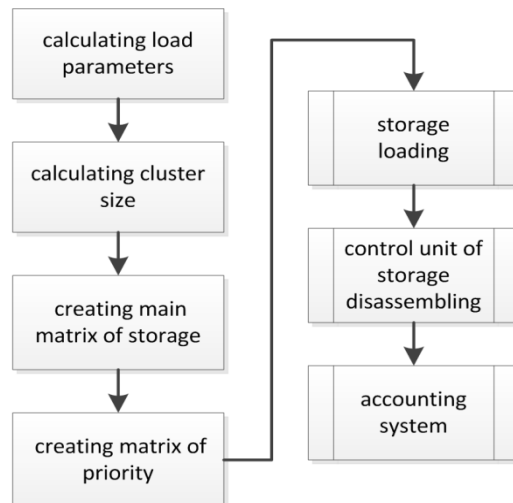 calculating load
parameters
calculating cluster
size
creating main
matrix of storage
creating matrix of
priority
storage
loading
control unit of
storage
disassembling
accounting
system